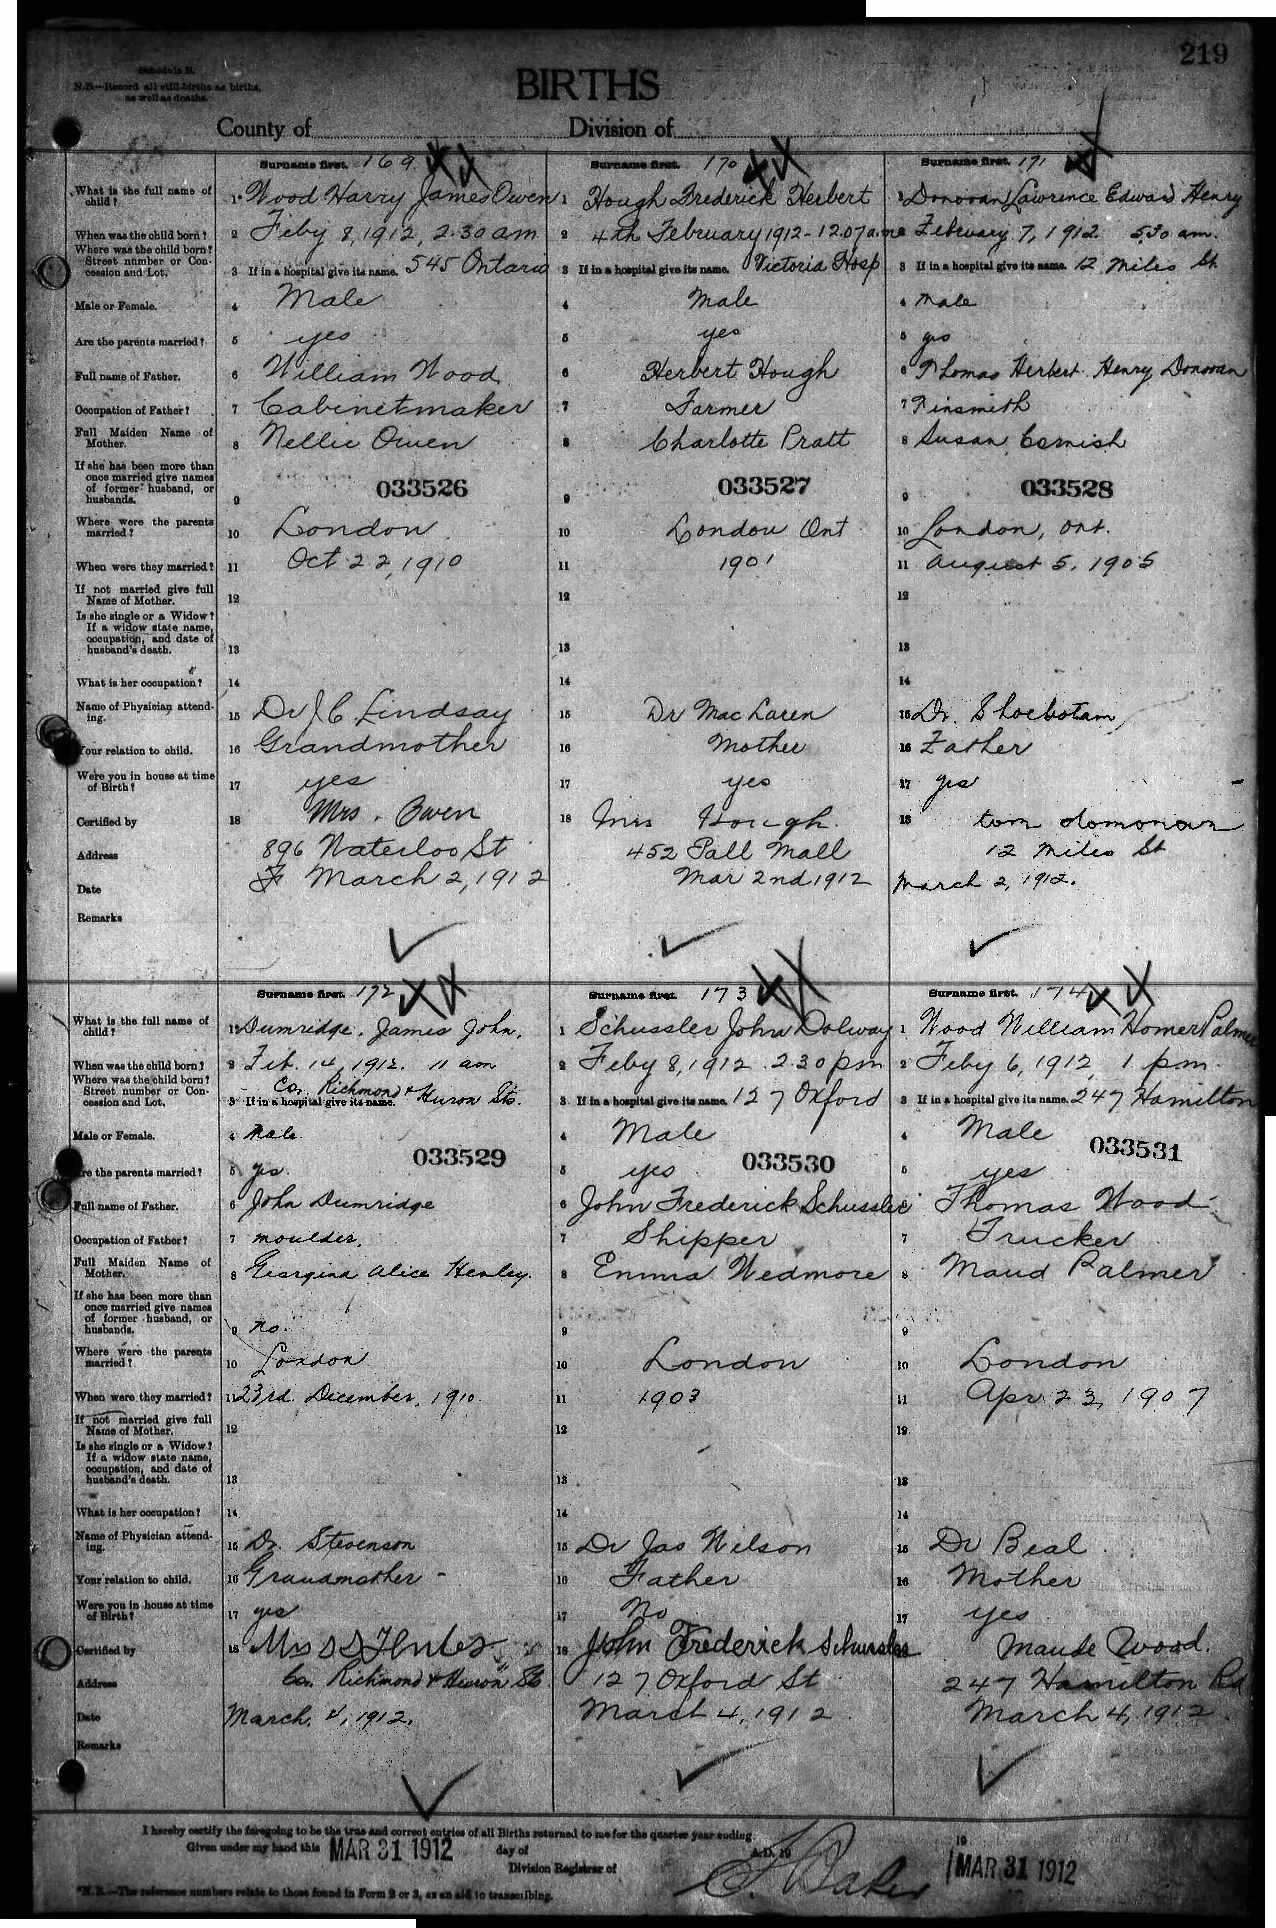 219
Schedule B.
N.B.—Record all still-births as births,
as well as deaths.
BIRTHS
County of
Division of
Surname first. 169
What is the full name of child?
1 Wood Harry James Owen
When was the child born?
2 Feby 8, 1912, 2.30 am
Where was the child born? Street number or Concession and Lot.
3 If in a hospital give its name. 545 Ontario
Male or Female.
4 Male
Are the parents married?
5 yes
Full name of Father.
6 William Wood
Occupation of Father?
7 Cabinetmaker
Full Maiden Name of Mother.
8 Nellie Owen
If she has been more than once married give names of former husband, or husbands.
9
033526
Where were the parents married?
10 London
When were they married?
11 Oct 22, 1910
If not married give full Name of Mother.
12
Is she single or a Widow? If a widow state name, occupation, and date of husband's death.
13
What is her occupation?
14
Name of Physician attending.
15 Dr J C Lindsay
Your relation to child.
16 Grandmother
Were you in house at time of Birth?
17 yes
Certified by
18 Mrs. Owen
Address
896 Waterloo St
Date
March 2, 1912
Remarks
Surname first. 170
1 Hough Frederick Herbert
2 4th February 1912 - 12.07 a.m
3 If in a hospital give its name. Victoria Hosp
4 Male
5 yes
6 Herbert Hough
7 Farmer
8 Charlotte Pratt
9
033527
10 London Ont
11 1901
12
13
14
15 Dr MacLaren
16 Mother
17 yes
18 Mrs Hough.
452 Pall Mall
Mar 2nd 1912
Surname first. 171
1 Donovan Lawrence Edward Henry
2 February 7, 1912 5.30 am.
3 If in a hospital give its name. 12 Miles St
4 male
5 yes
6 Thomas Herbert Henry Donovan
7 Tinsmith
8 Susan Cornish
9
033528
10 London, Ont.
11 August 5, 1905
12
13
14
15 Dr. Shoebotam
16 Father
17 yes
18 tom donovan
12 Miles St
March 2, 1912.
Surname first. 172
What is the full name of child?
1 Dumridge, James John,
When was the child born?
2 Feb. 14, 1912. 11 am
Where was the child born? Street number or Concession and Lot.
Cor. Richmond & Huron Sts.
3 If in a hospital give its name.
Male or Female.
4 Male
033529
Are the parents married?
5 yes.
Full name of Father.
6 John Dumridge
Occupation of Father?
7 moulder.
Full Maiden Name of Mother.
8 Georgina Alice Henley.
If she has been more than once married give names of former husband, or husbands.
9 no.
Where were the parents married?
10 London
When were they married?
11 23rd December, 1910.
If not married give full Name of Mother.
12
Is she single or a Widow? If a widow state name, occupation, and date of husband's death.
13
What is her occupation?
14
Name of Physician attending.
15 Dr. Stevenson
Your relation to child.
16 Grandmother -
Were you in house at time of Birth?
17 yes
Certified by
18 Mrs
Address
Co. Richmond & Huron St.
Date
March. 4, 1912.
Remarks
Surname first. 173
1 Schussler John Dolway
2 Feby 8, 1912. 2.30 pm
3 If in a hospital give its name. 127 Oxford
4 Male
5 yes
033530
6 John Frederick Schussler
7 Shipper
8 Emma Wedmore
9
10 London
11 1903
12
13
14
15 Dr Jas Wilson
16 Father
17 No
18 John Frederick Schussler
127 Oxford St
March 4, 1912
Surname first. 174
1 Wood William Homer Palmer
2 Feby 6, 1912, 1 pm.
3 If in a hospital give its name. 247 Hamilton
4 Male
033531
5 yes
6 Thomas Wood
7 Trucker
8 Maud Palmer
9
10 London
11 Apr 23, 1907
12
13
14
15 Dr Beal
16 Mother
17 yes
Maude Wood.
247 Hamilton Rd
March 4, 1912
I hereby certify the foregoing to be the true and correct entries of all Births returned to me for the quarter year ending
19
Given under my hand this MAR 31 1912 day of A.D. 19
MAR 31 1912
Division Registrar of
Baker
*N.B.—The reference numbers relate to those found in Form 2 or 3, as an aid to transcribing.